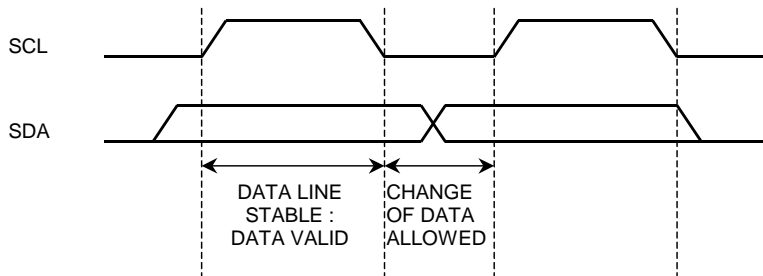 SCL
SDA
DATA LINE
STABLE :
DATA VALID
CHANGE
OF DATA
ALLOWED